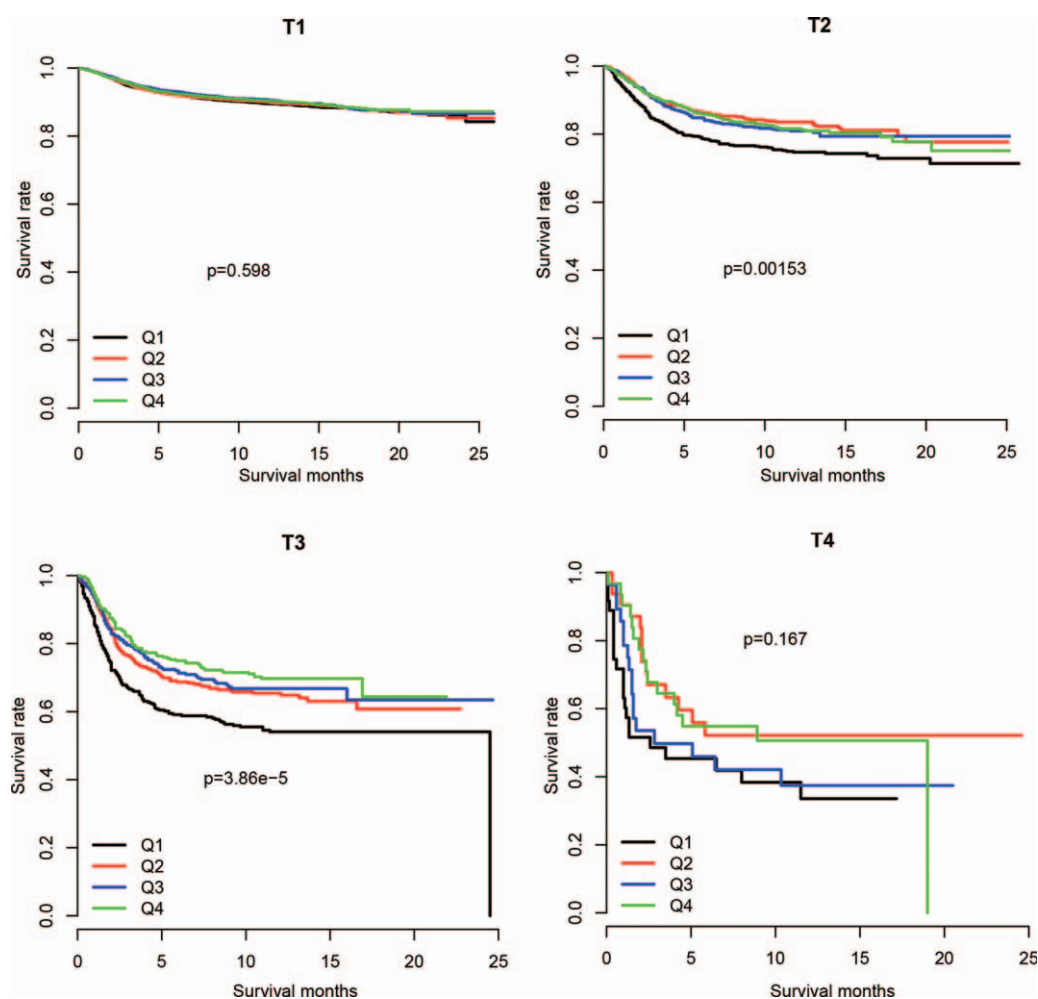 T1
Survival rate
1.0
0.8
0.6
0.4
0.2
0.0
p=0.598
Q1
Q2
Q3
Q4
0 5 10 15 20 25
Survival months
T2
Survival rate
1.0
0.8
0.6
0.4
0.2
0.0
p=0.00153
Q1
Q2
Q3
Q4
0 5 10 15 20 25
Survival months
T3
Survival rate
1.0
0.8
0.6
0.4
0.2
0.0
p=3.86e−5
Q1
Q2
Q3
Q4
0 5 10 15 20 25
Survival months
T4
Survival rate
1.0
0.8
0.6
0.4
0.2
0.0
p=0.167
Q1
Q2
Q3
Q4
0 5 10 15 20 25
Survival months